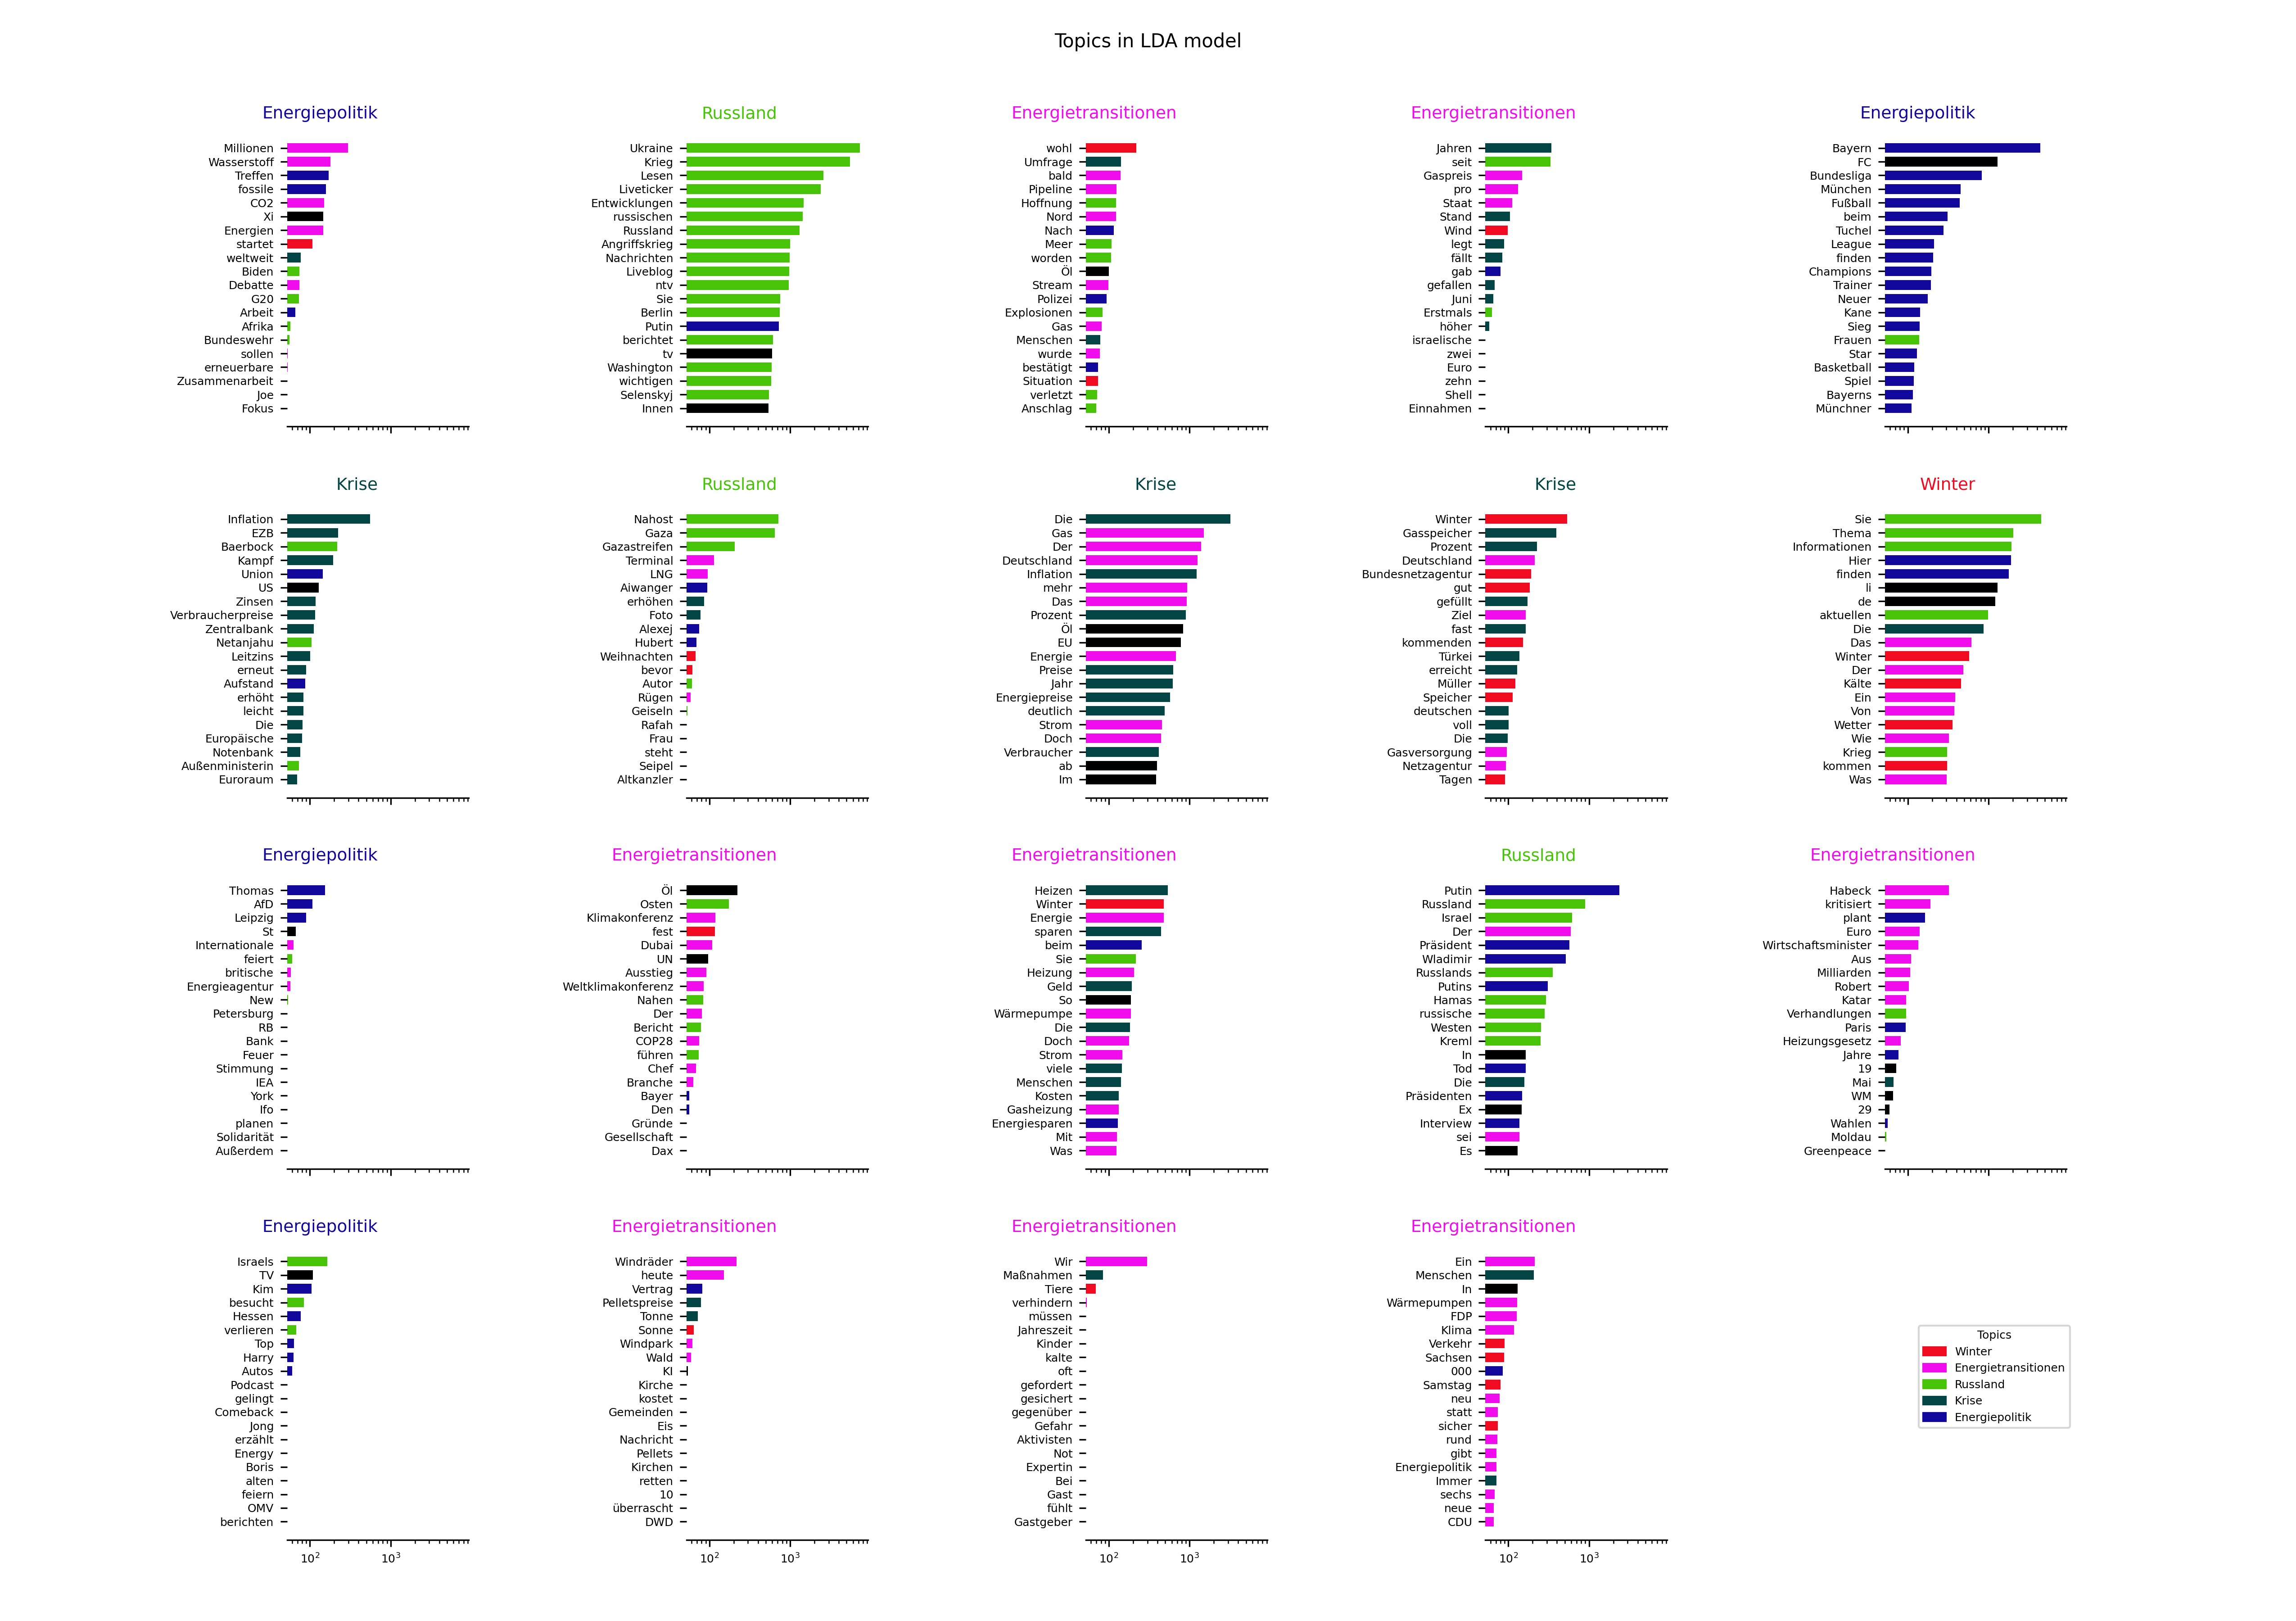 Topics in LDA model
Energiepolitik
Millionen
Wasserstoff
Treffen
fossile
CO2
Xi
Energien
startet
weltweit
Biden
Debatte
G20
Arbeit
Afrika
Bundeswehr
sollen
erneuerbare
Zusammenarbeit
Joe
Fokus
Russland
Ukraine
Krieg
Lesen
Liveticker
Entwicklungen
russischen
Russland
Angriffskrieg
Nachrichten
Liveblog
ntv
Sie
Berlin
Putin
berichtet
tv
Washington
wichtigen
Selenskyj
Innen
Energietransitionen
wohl
Umfrage
bald
Pipeline
Hoffnung
Nord
Nach
Meer
worden
Öl
Stream
Polizei
Explosionen
Gas
Menschen
wurde
bestätigt
Situation
verletzt
Anschlag
Energietransitionen
Jahren
seit
Gaspreis
pro
Staat
Stand
Wind
legt
fällt
gab
gefallen
Juni
Erstmals
höher
israelische
zwei
Euro
zehn
Shell
Einnahmen
Energiepolitik
Bayern
FC
Bundesliga
München
Fußball
beim
Tuchel
League
finden
Champions
Trainer
Neuer
Kane
Sieg
Frauen
Star
Basketball
Spiel
Bayerns
Münchner
Krise
Inflation
EZB
Baerbock
Kampf
Union
US
Zinsen
Verbraucherpreise
Zentralbank
Netanjahu
Leitzins
erneut
Aufstand
erhöht
leicht
Die
Europäische
Notenbank
Außenministerin
Euroraum
Russland
Nahost
Gaza
Gazastreifen
Terminal
LNG
Aiwanger
erhöhen
Foto
Alexej
Hubert
Weihnachten
bevor
Autor
Rügen
Geiseln
Rafah
Frau
steht
Seipel
Altkanzler
Krise
Die
Gas
Der
Deutschland
Inflation
mehr
Das
Prozent
Öl
EU
Energie
Preise
Jahr
Energiepreise
deutlich
Strom
Doch
Verbraucher
ab
Im
Krise
Winter
Gasspeicher
Prozent
Deutschland
Bundesnetzagentur
gut
gefüllt
Ziel
fast
kommenden
Türkei
erreicht
Müller
Speicher
deutschen
voll
Die
Gasversorgung
Netzagentur
Tagen
Winter
Sie
Thema
Informationen
Hier
finden
li
de
aktuellen
Die
Das
Winter
Der
Kälte
Ein
Von
Wetter
Wie
Krieg
kommen
Was
Energiepolitik
Thomas
AfD
Leipzig
St
Internationale
feiert
britische
Energieagentur
New
Petersburg
RB
Bank
Feuer
Stimmung
IEA
York
Ifo
planen
Solidarität
Außerdem
Energietransitionen
Öl
Osten
Klimakonferenz
fest
Dubai
UN
Ausstieg
Weltklimakonferenz
Nahen
Der
Bericht
COP28
führen
Chef
Branche
Bayer
Den
Gründe
Gesellschaft
Dax
Energietransitionen
Heizen
Winter
Energie
sparen
beim
Sie
Heizung
Geld
So
Wärmepumpe
Die
Doch
Strom
viele
Menschen
Kosten
Gasheizung
Energiesparen
Mit
Was
Russland
Putin
Russland
Israel
Der
Präsident
Wladimir
Russlands
Putins
Hamas
russische
Westen
Kreml
In
Tod
Die
Präsidenten
Ex
Interview
sei
Es
Energietransitionen
Habeck
kritisiert
plant
Euro
Wirtschaftsminister
Aus
Milliarden
Robert
Katar
Verhandlungen
Paris
Heizungsgesetz
Jahre
19
Mai
WM
29
Wahlen
Moldau
Greenpeace
Energiepolitik
Israels
TV
Kim
besucht
Hessen
verlieren
Top
Harry
Autos
Podcast
gelingt
Comeback
Jong
erzählt
Energy
Boris
alten
feiern
OMV
berichten
10² 10³
Energietransitionen
Windräder
heute
Vertrag
Pelletspreise
Tonne
Sonne
Windpark
Wald
KI
Kirche
kostet
Gemeinden
Eis
Nachricht
Pellets
Kirchen
retten
10
überrascht
DWD
10² 10³
Energietransitionen
Wir
Maßnahmen
Tiere
verhindern
müssen
Jahreszeit
Kinder
kalte
oft
gefordert
gesichert
gegenüber
Gefahr
Aktivisten
Not
Expertin
Bei
Gast
fühlt
Gastgeber
10² 10³
Energietransitionen
Ein
Menschen
In
Wärmepumpen
FDP
Klima
Verkehr
Sachsen
000
Samstag
neu
statt
sicher
rund
gibt
Energiepolitik
Immer
sechs
neue
CDU
10² 10³
Topics
Winter
Energietransitionen
Russland
Krise
Energiepolitik